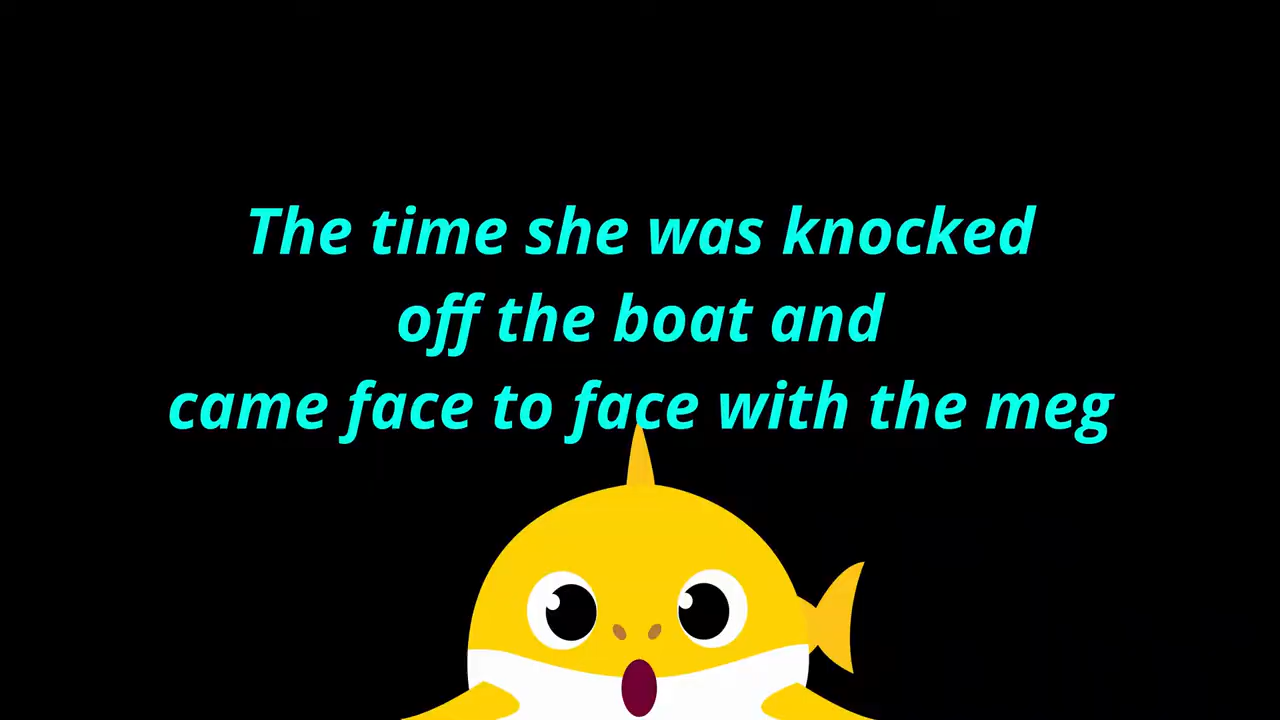 The time she was knocked
off the boat and
came face to face with the meg